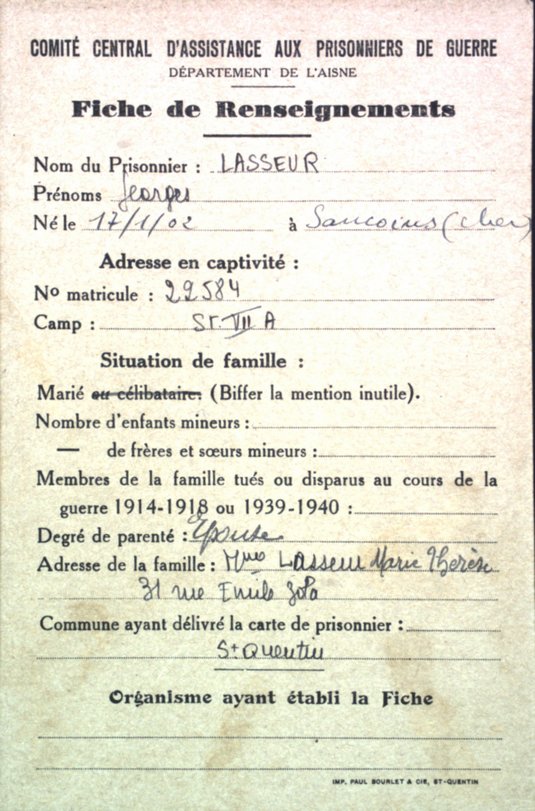 COMITÉ CENTRAL D'ASSISTANCE AUX PRISONNIERS DE GUERRE
DÉPARTEMENT DE L'AISNE
Fiche de Renseignements
Nom du Prisonnier : LASSEUR
Prénoms Georges
Né le 17/1/02 à Sancoins (Cher)
Adresse en captivité :
No matricule : 29584
Camp : ST. VII A
Situation de famille :
Marié ou célibataire. (Biffer la mention inutile).
Nombre d'enfants mineurs :
— de frères et sœurs mineurs :
Membres de la famille tués ou disparus au cours de la
guerre 1914-1918 ou 1939-1940 :
Degré de parenté : Epouse
Adresse de la famille : Mme Lasseur Marie Thérèse
31 rue Emile Zola
Commune ayant délivré la carte de prisonnier :
St Quentin
Organisme ayant établi la Fiche
IMP. PAUL BOURLET & CIE, ST-QUENTIN